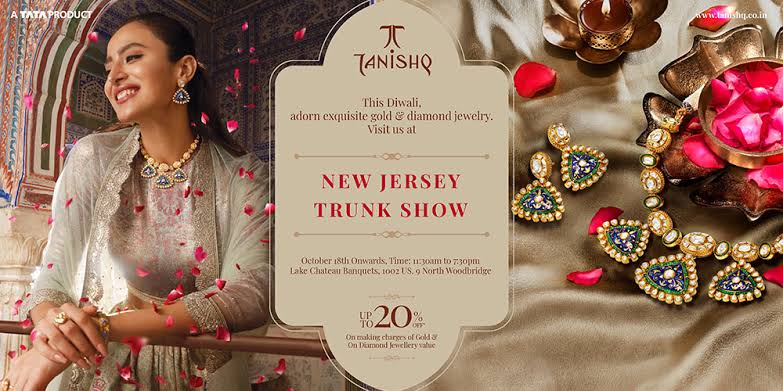 A TATA PRODUCT
www.tanishq.co.in
TANISHQ
This Diwali,
adorn exquisite gold & diamond jewelry.
Visit us at
NEW JERSEY
TRUNK SHOW
October 18th Onwards, Time: 11:30am to 7:30pm
Lake Chateau Banquets, 1002 US. 9 North Woodbridge
UP TO 20% OFF*
On making charges of Gold &
On Diamond Jewellery value